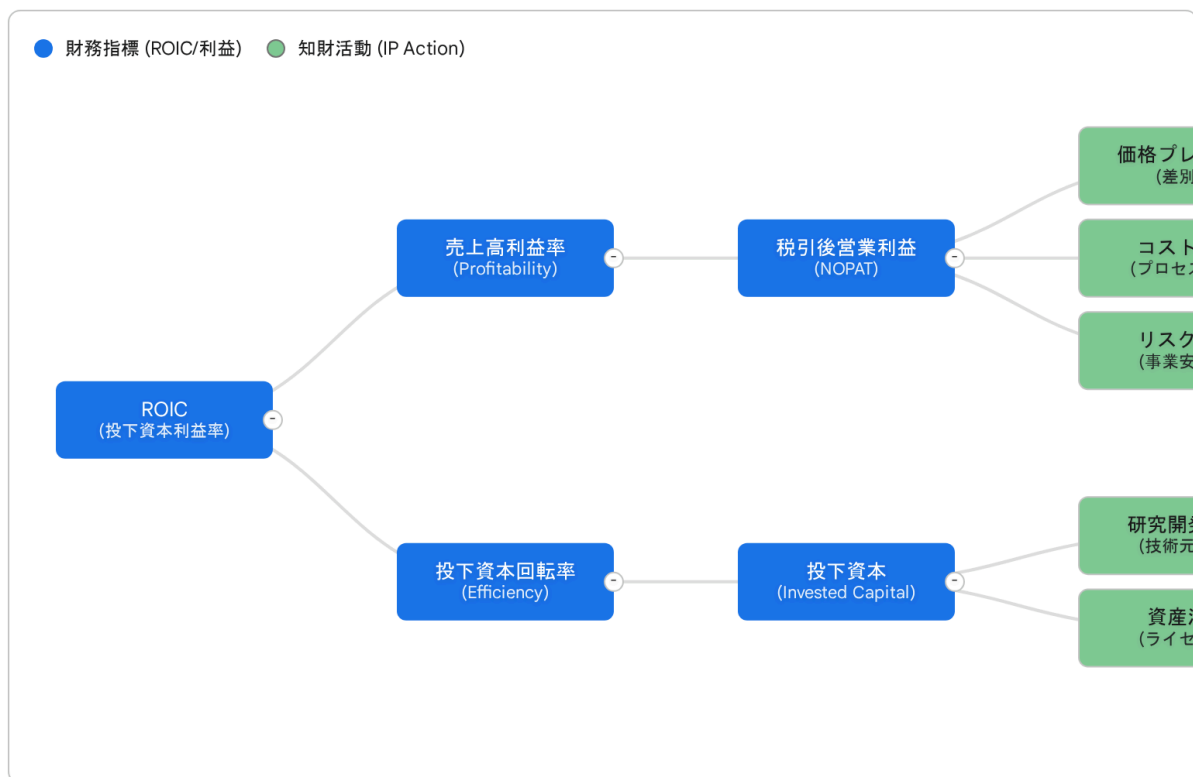 財務指標 (ROIC/利益)
知財活動 (IP Action)
価格プレ
(差別
売上高利益率
(Profitability)
-
税引後営業利益
(NOPAT)
-
コスト
(プロセス
リスク
(事業安
ROIC
(投下資本利益率)
-
投下資本回転率
(Efficiency)
-
投下資本
(Invested Capital)
-
研究開
(技術元
資産
(ライセ